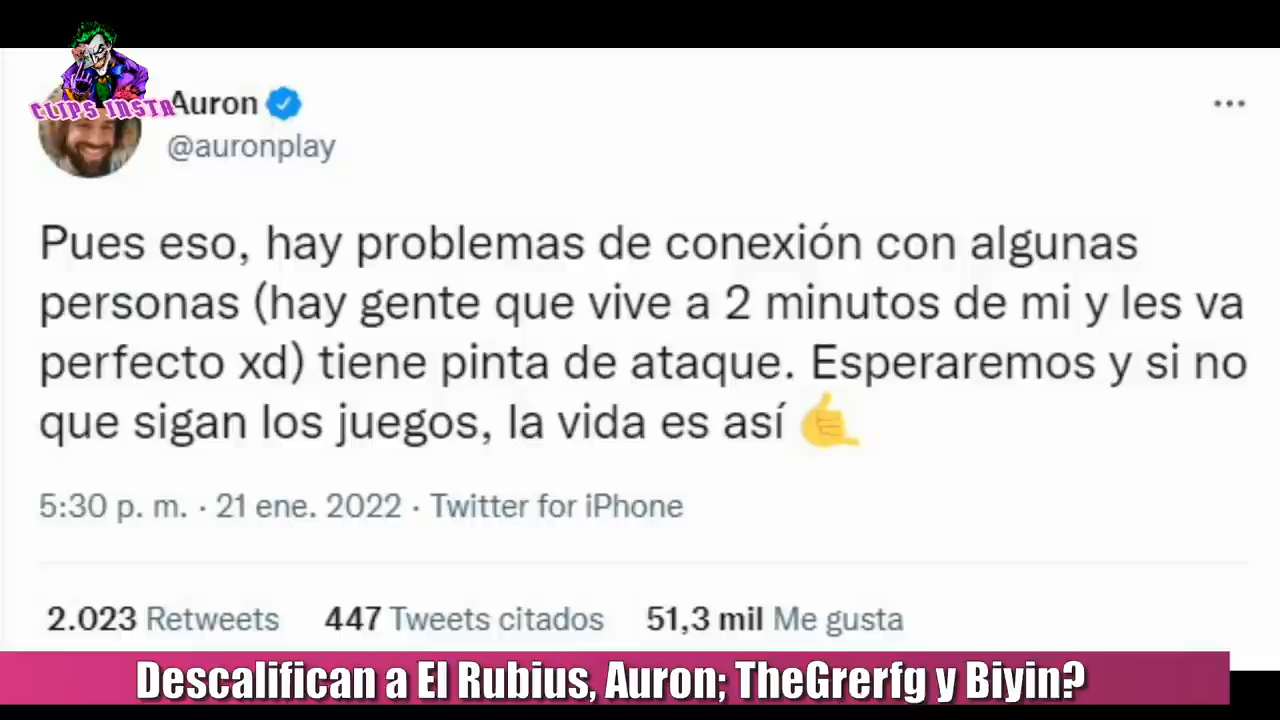 CLIPS INSTA
Auron
@auronplay
Pues eso, hay problemas de conexión con algunas
personas (hay gente que vive a 2 minutos de mi y les va
perfecto xd) tiene pinta de ataque. Esperaremos y si no
que sigan los juegos, la vida es así 🤙
5:30 p. m. · 21 ene. 2022 · Twitter for iPhone
2.023 Retweets 447 Tweets citados 51,3 mil Me gusta
Descalifican a El Rubius, Auron; TheGrerfg y Biyin?